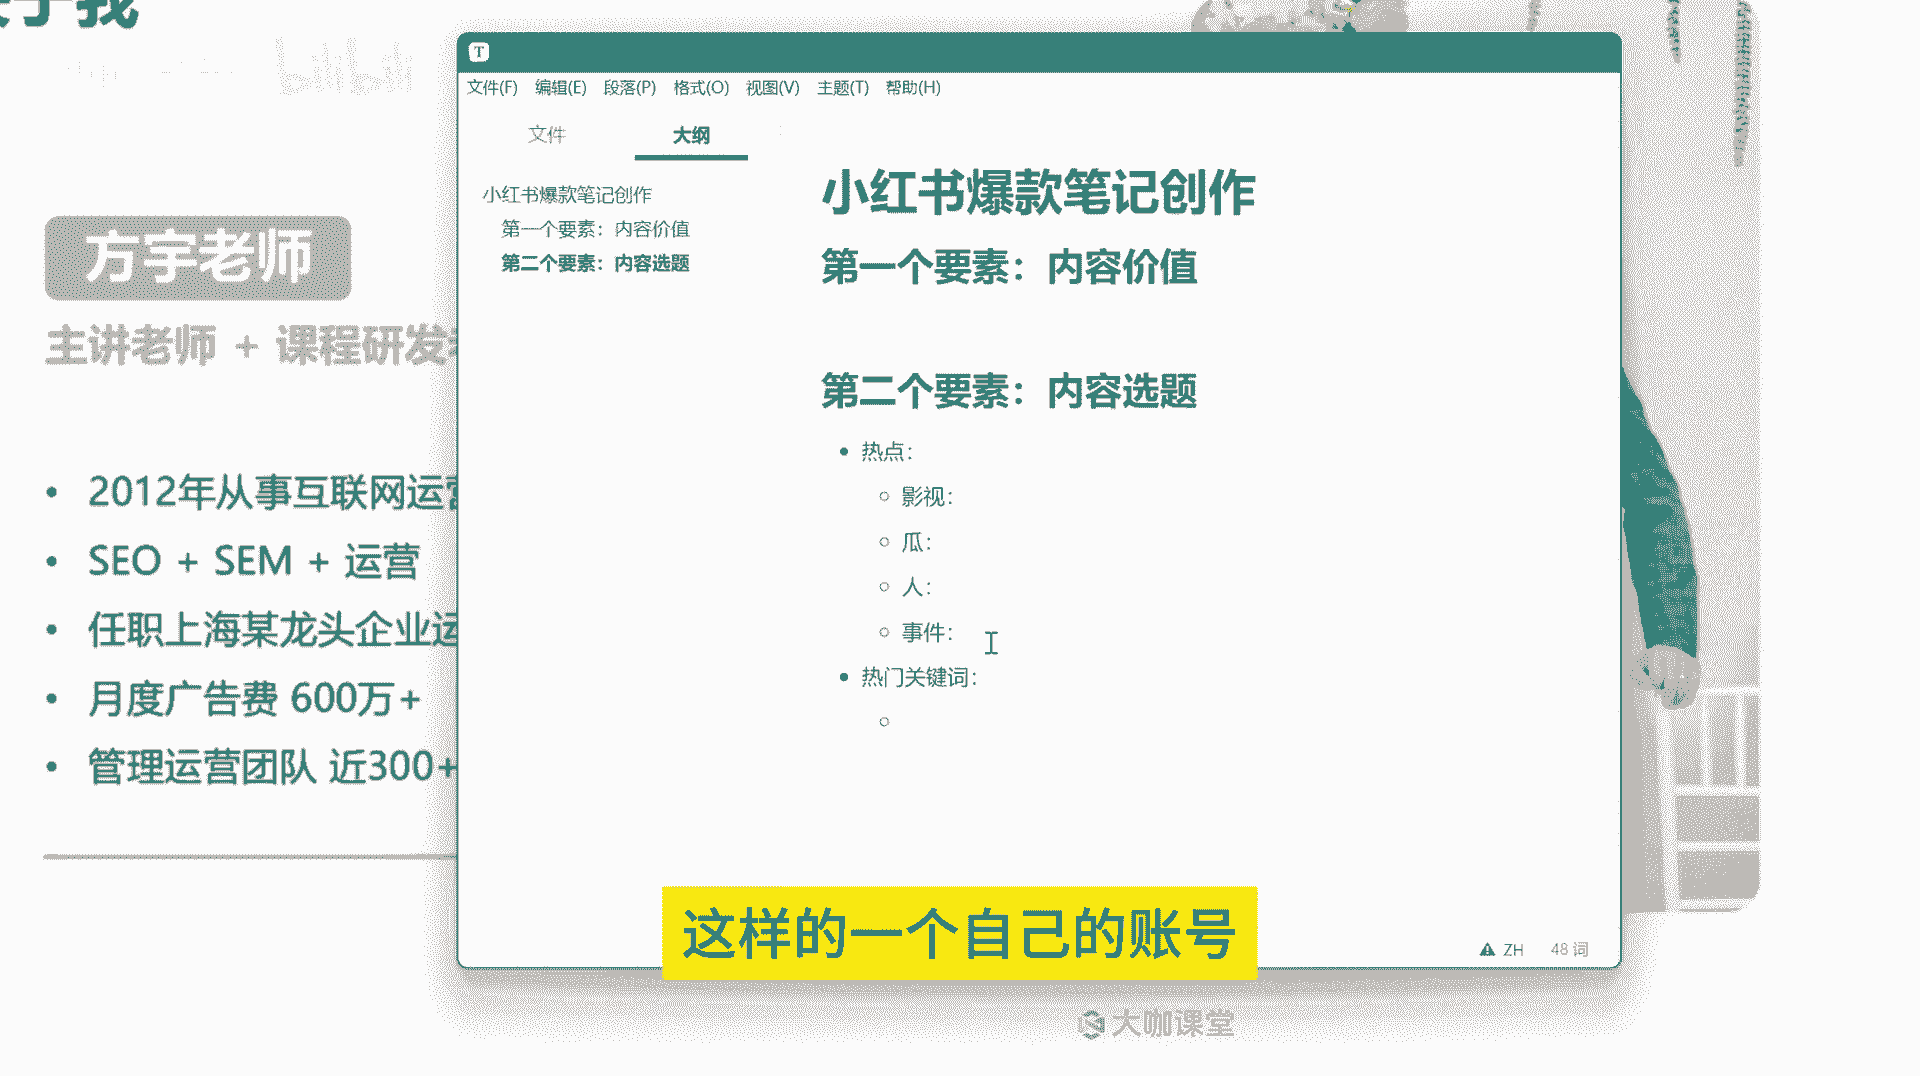 bilibili
方宇老师
主讲老师 + 课程研发
2012年从事互联网运营
SEO + SEM + 运营
任职上海某龙头企业运
月度广告费 600万+
管理运营团队 近300+
T
文件(F) 编辑(E) 段落(P) 格式(O) 视图(V) 主题(T) 帮助(H)
文件 大纲
小红书爆款笔记创作
第一个要素：内容价值
第二个要素：内容选题
小红书爆款笔记创作
第一个要素：内容价值
第二个要素：内容选题
热点：
影视：
瓜：
人：
事件：
热门关键词：
这样的一个自己的账号
ZH 48 词
大咖课堂